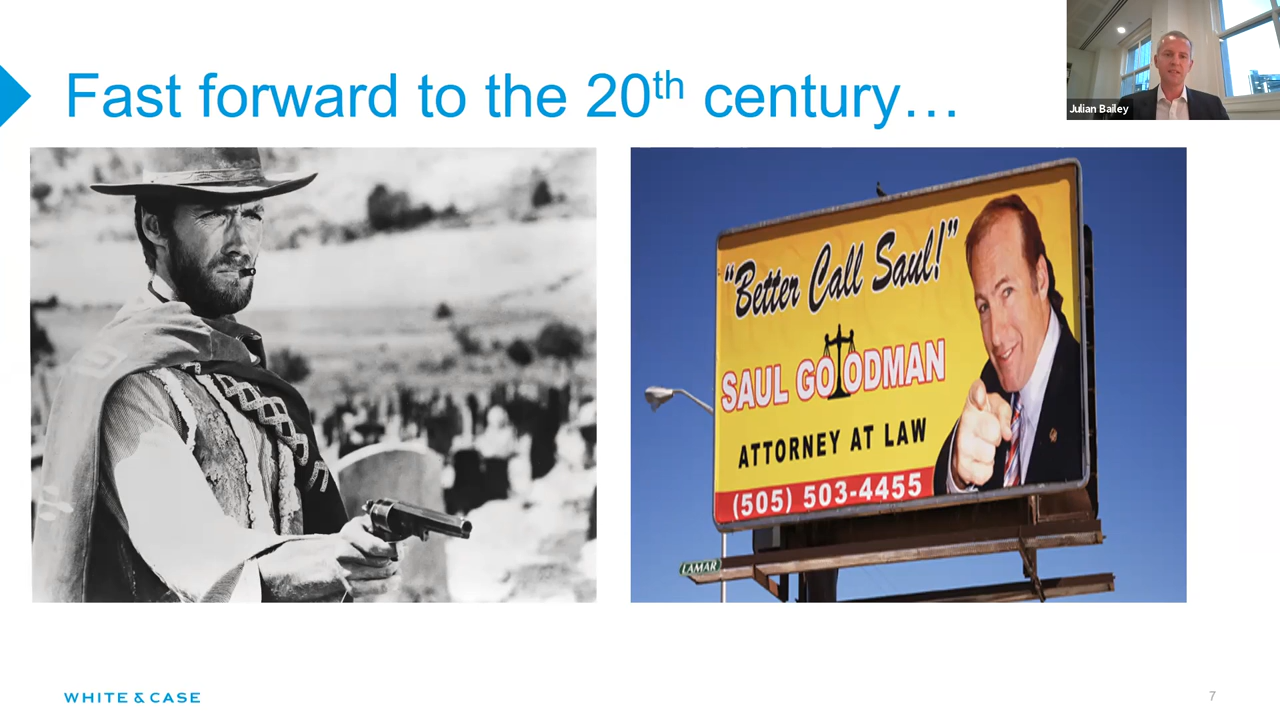 Fast forward to the 20th century…
Julian Bailey
"Better Call Saul!"
SAUL GOODMAN
ATTORNEY AT LAW
(505) 503-4455
LAMAR
WHITE & CASE
7